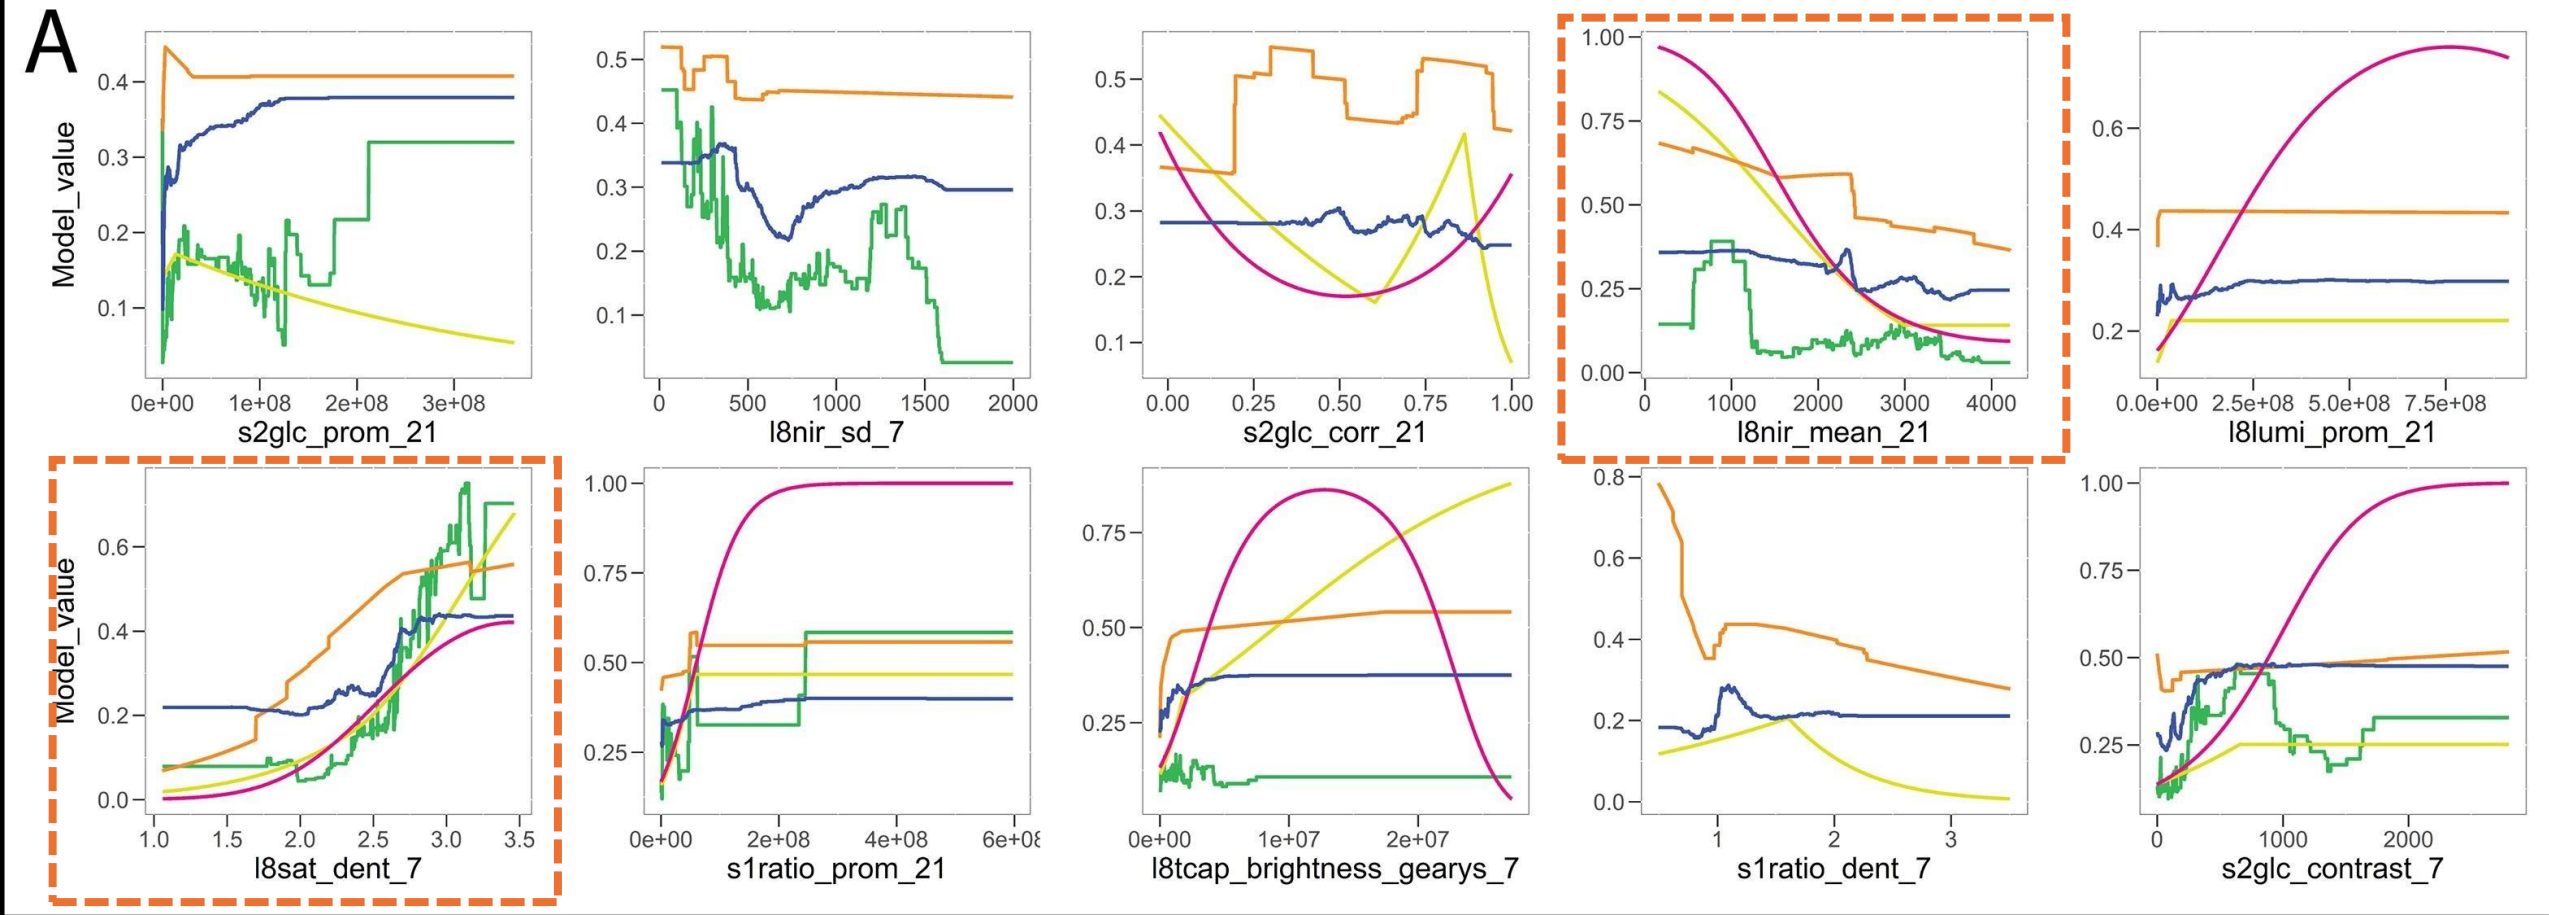 A
Model_value
0.4
0.3
0.2
0.1
0e+00 1e+08 2e+08 3e+08
s2glc_prom_21
0.5
0.4
0.3
0.2
0.1
0 500 1000 1500 2000
l8nir_sd_7
0.5
0.4
0.3
0.2
0.1
0.00 0.25 0.50 0.75 1.00
s2glc_corr_21
1.00
0.75
0.50
0.25
0.00
0 1000 2000 3000 4000
l8nir_mean_21
0.6
0.4
0.2
0.0e+00 2.5e+08 5.0e+08 7.5e+08
l8lumi_prom_21
Model_value
0.6
0.4
0.2
0.0
1.0 1.5 2.0 2.5 3.0 3.5
l8sat_dent_7
1.00
0.75
0.50
0.25
0e+00 2e+08 4e+08 6e+08
s1ratio_prom_21
0.75
0.50
0.25
0e+00 1e+07 2e+07
l8tcap_brightness_gearys_7
0.8
0.6
0.4
0.2
0.0
1 2 3
s1ratio_dent_7
1.00
0.75
0.50
0.25
0 1000 2000
s2glc_contrast_7